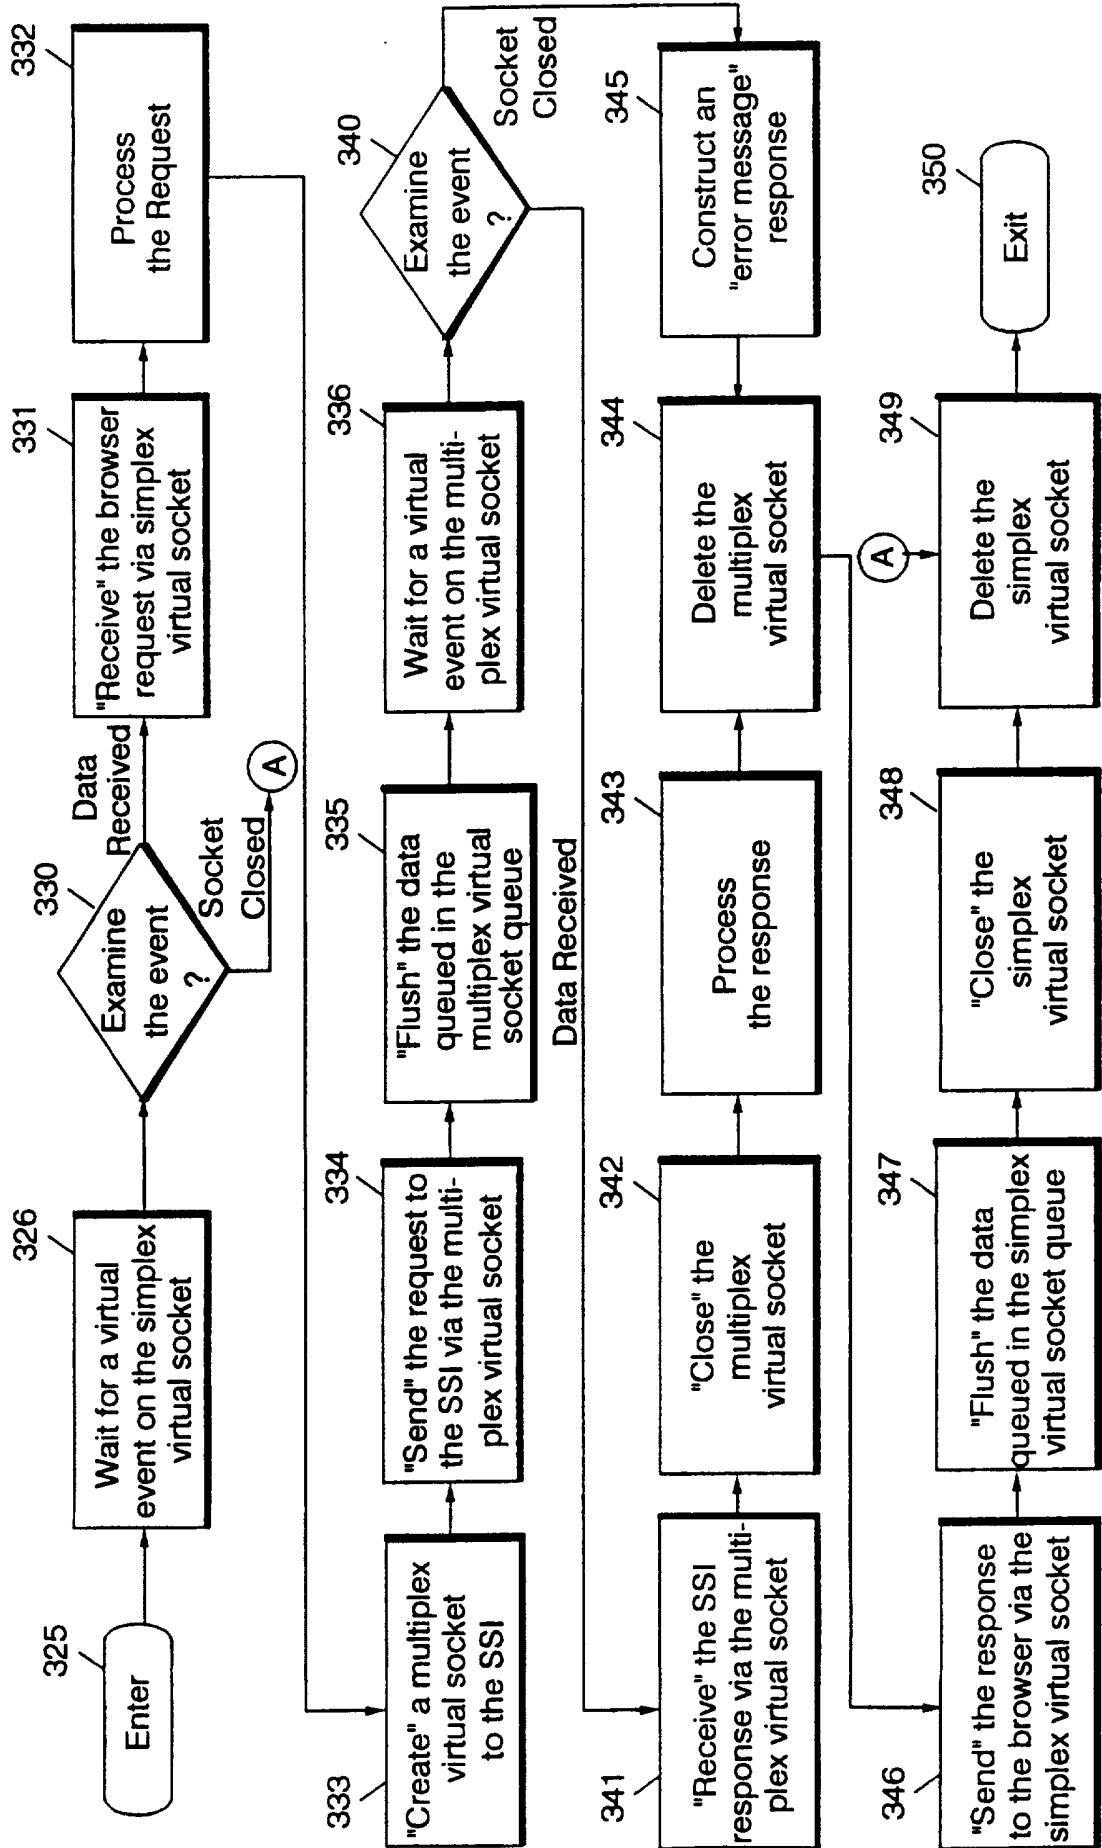 325
Enter
326
Wait for a virtual
event on the simplex
virtual socket
330
Examine
the event
?
Data
Received
Socket
Closed
A
331
"Receive" the browser
request via simplex
virtual socket
332
Process
the Request
333
"Create" a multiplex
virtual socket
to the SSI
334
"Send" the request to
the SSI via the multi-
plex virtual socket
335
"Flush" the data
queued in the
multiplex virtual
socket queue
336
Wait for a virtual
event on the multi-
plex virtual socket
340
Examine
the event
?
Socket
Closed
Data Received
341
"Receive" the SSI
response via the multi-
plex virtual socket
342
"Close" the
multiplex
virtual socket
343
Process
the response
344
Delete the
multiplex
virtual socket
345
Construct an
"error message"
response
346
"Send" the response
to the browser via the
simplex virtual socket
347
"Flush" the data
queued in the simplex
virtual socket queue
348
"Close" the
simplex
virtual socket
A
349
Delete the
simplex
virtual socket
350
Exit